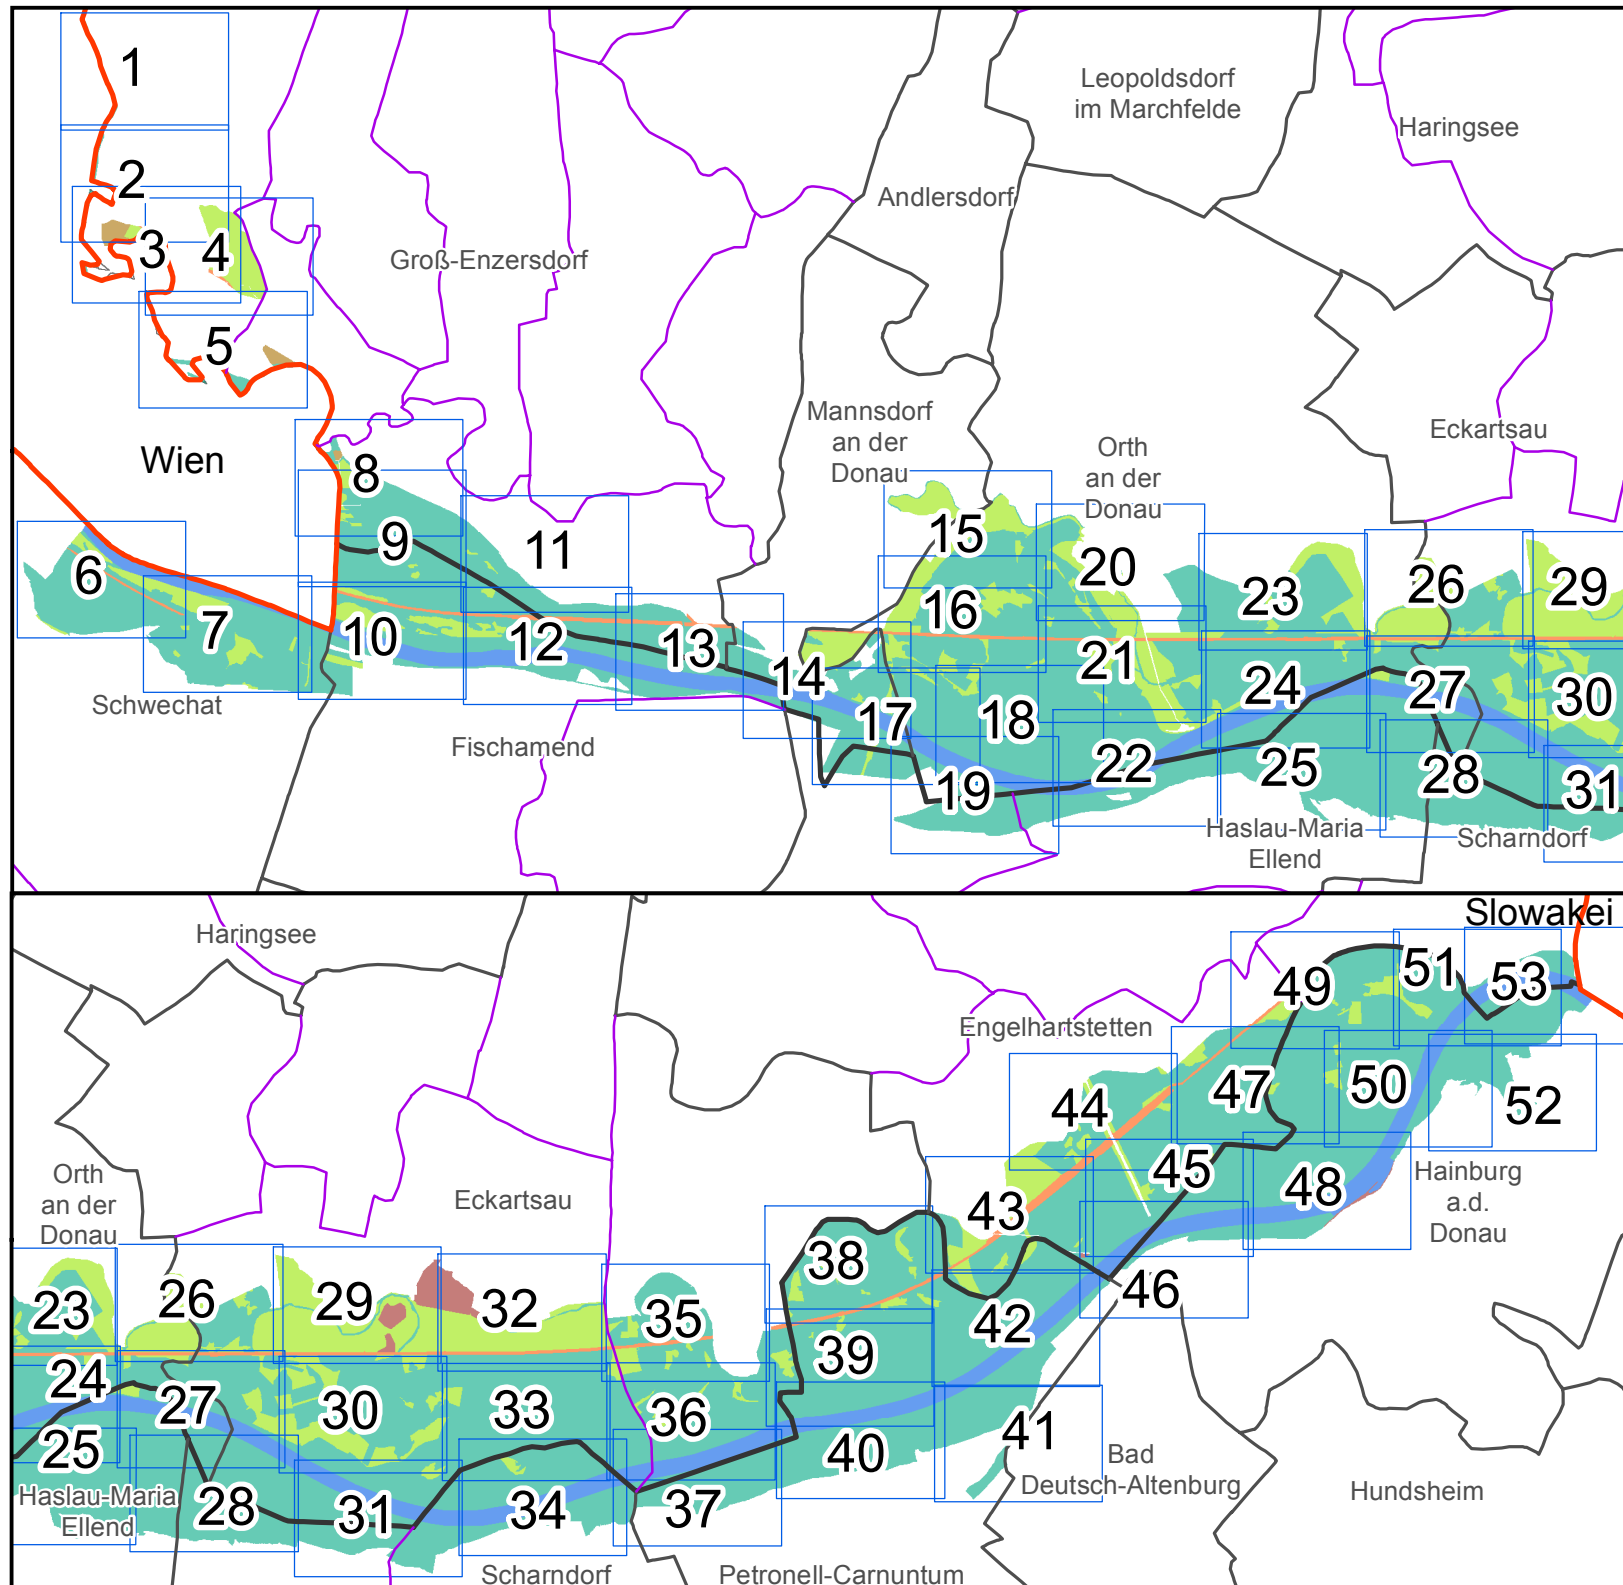 1
Leopoldsdorf
im Marchfelde
Haringsee
2
Andlersdorf
3
4
Groß-Enzersdorf
5
Mannsdorf
an der
Donau
Eckartsau
Orth
an der
Donau
Wien
8
15
9
11
20
6
26
29
23
16
7
10
12
13
21
14
24
27
30
Schwechat
17
18
Fischamend
22
25
28
19
31
Haslau-Maria
Ellend
Scharndorf
Slowakei
Haringsee
51
53
49
Engelhartstetten
47
50
44
52
Orth
an der
Donau
Eckartsau
45
48
Hainburg
a.d.
Donau
43
38
46
23
26
29
32
35
42
39
24
27
30
33
36
25
41
40
Bad
Deutsch-Altenburg
Hundsheim
Haslau-Maria
Ellend
28
31
34
37
Scharndorf
Petronell-Carnuntum